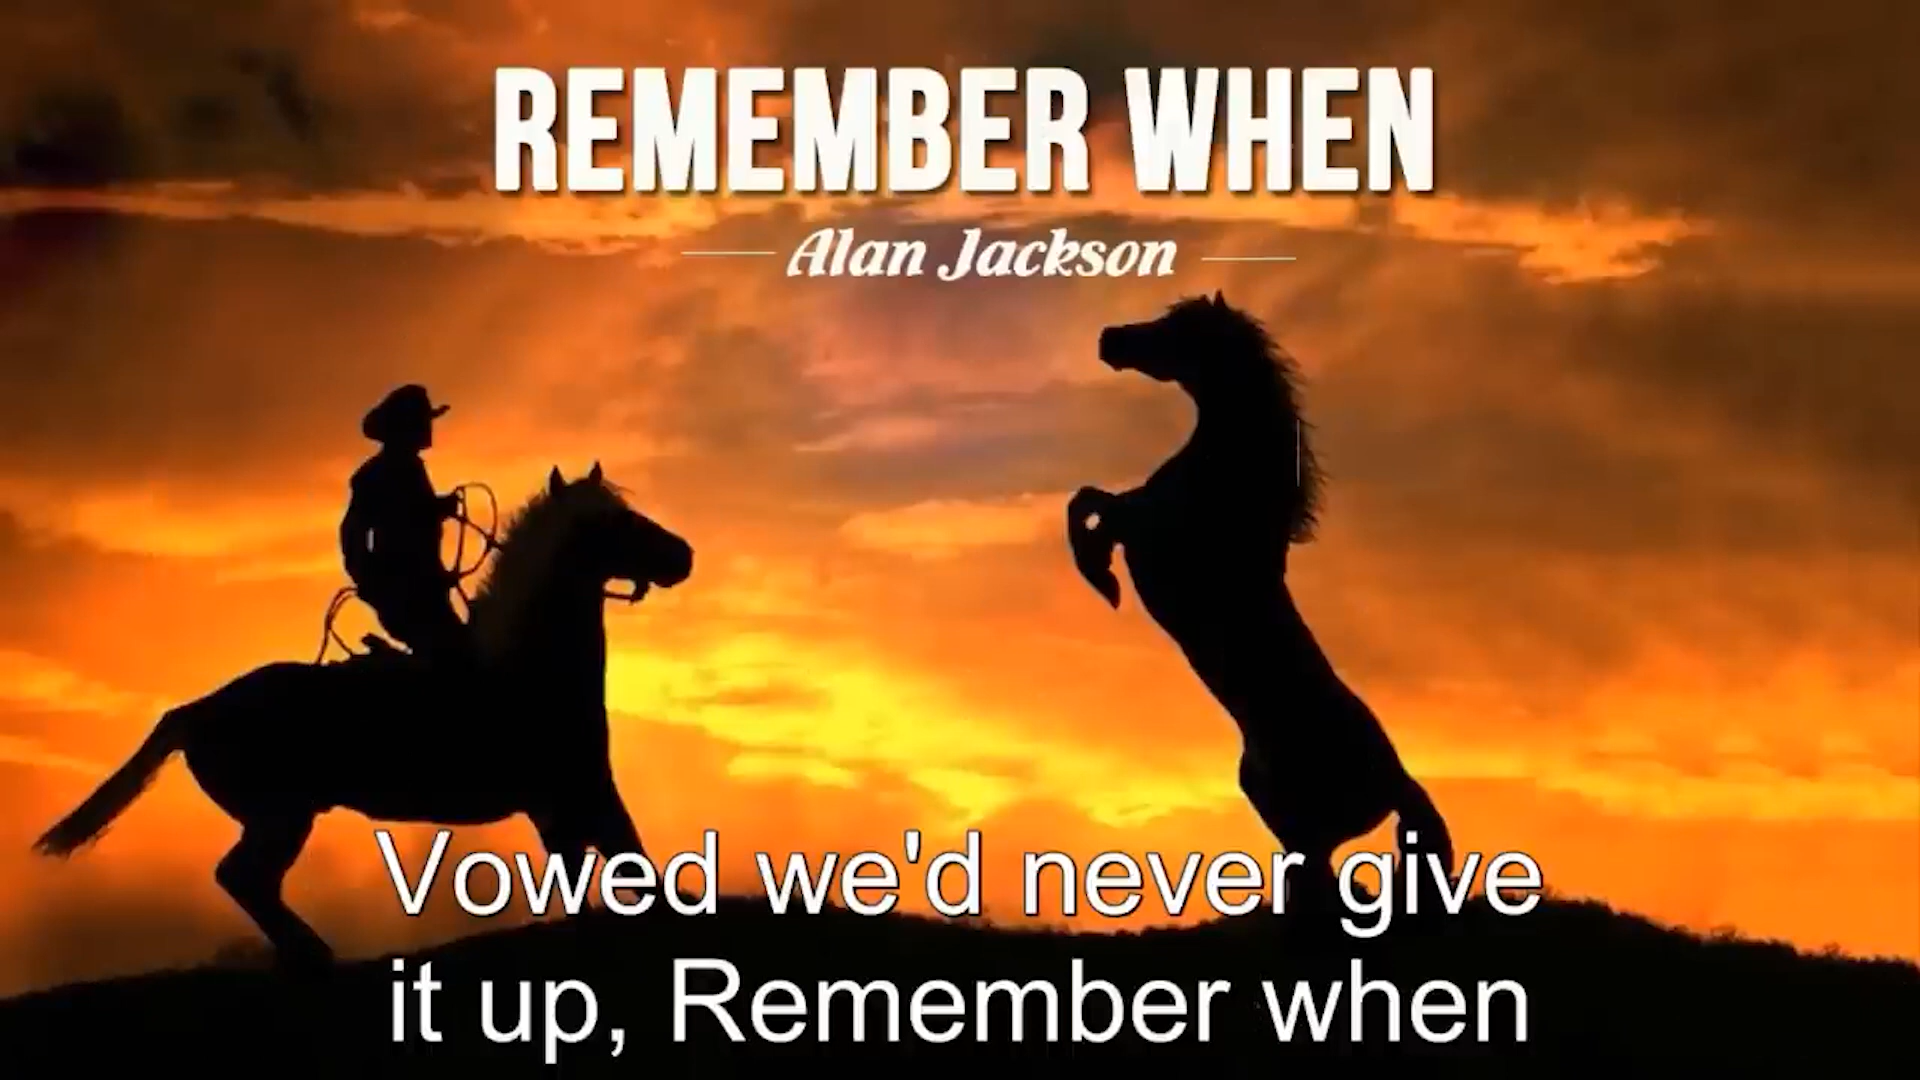 REMEMBER WHEN
Alan Jackson
Vowed we'd never give
it up, Remember when